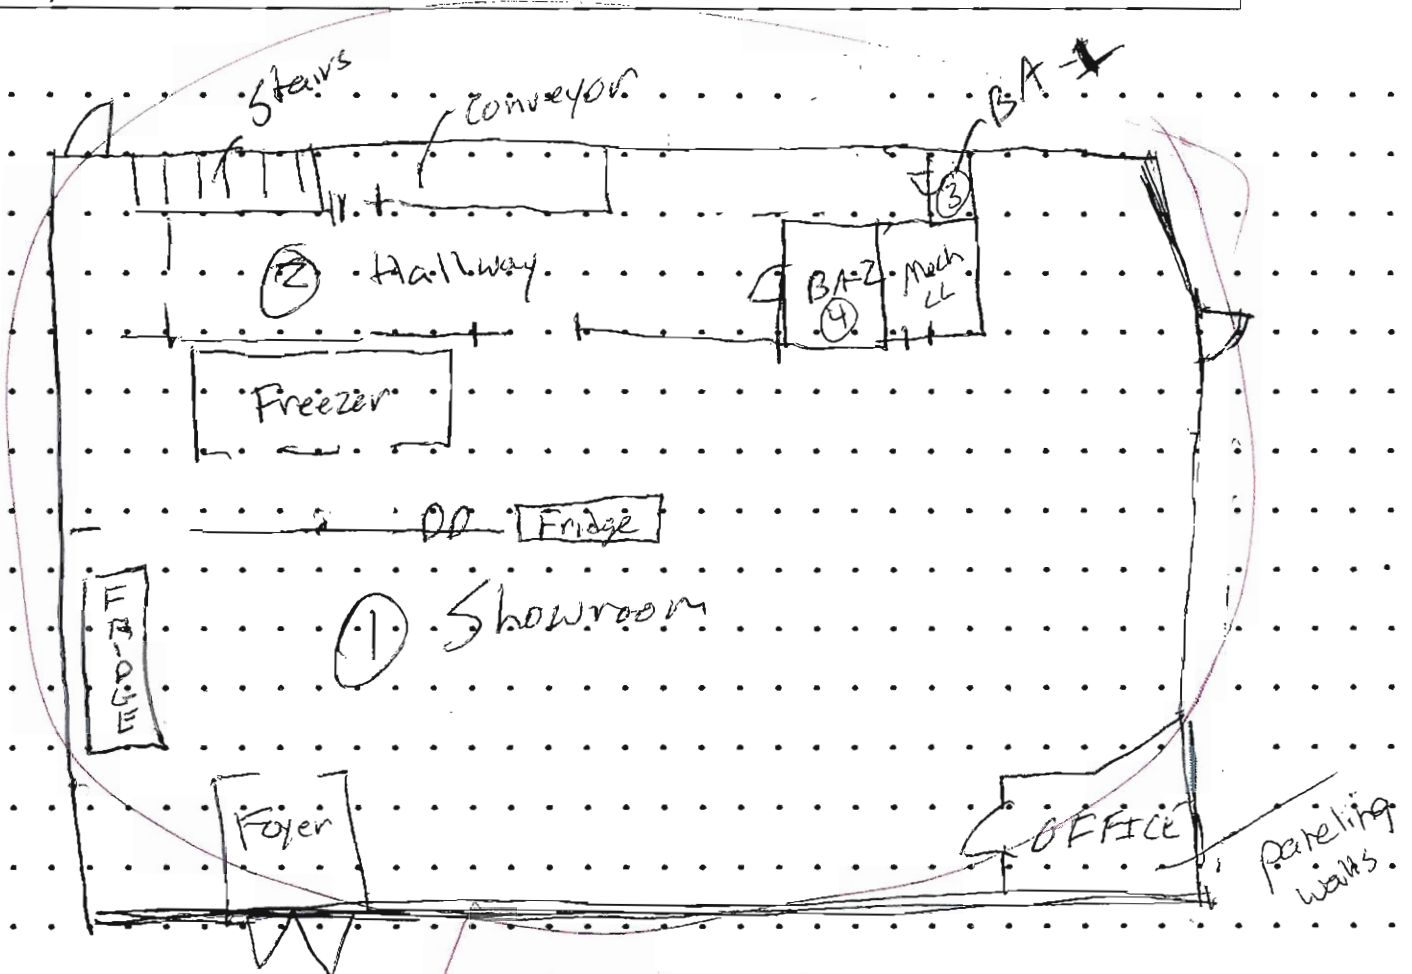 Stairs
Conveyor
BA-1
3
2 Hallway
BA-2
4
Mech
LL
Freezer
Fridge
FRIDGE
1 Showroom
Foyer
OFFICE
paneling
walls